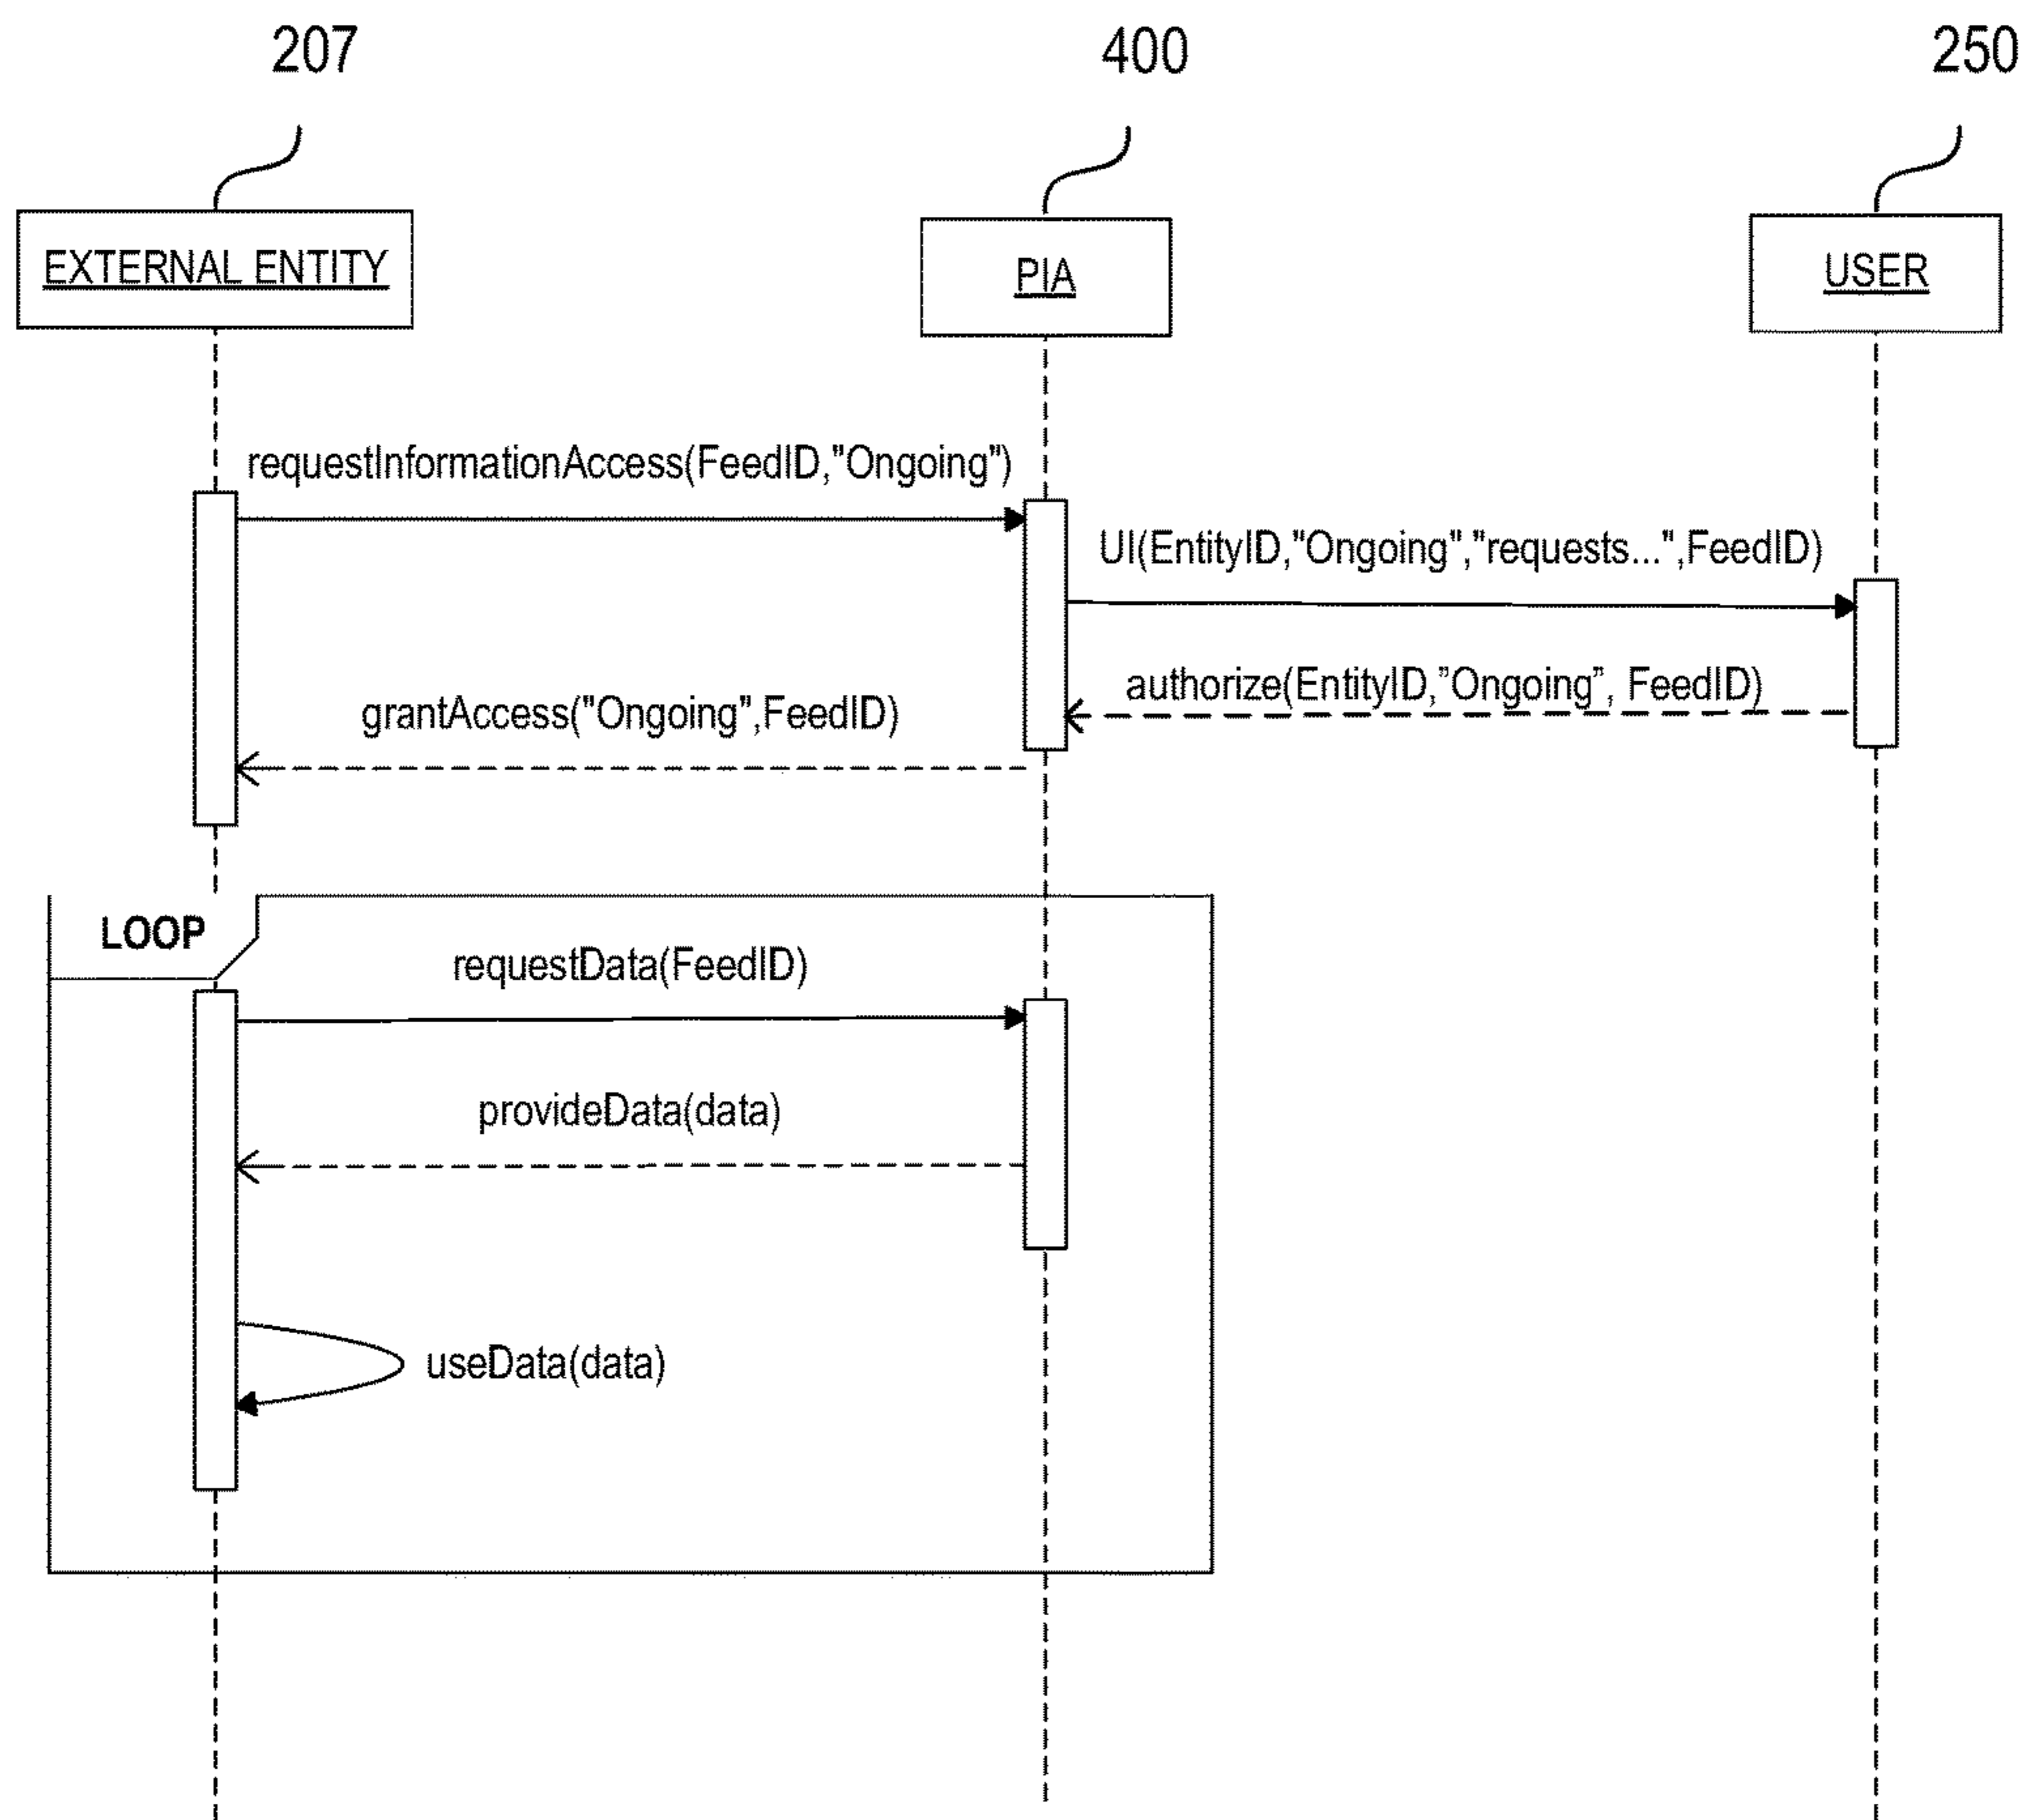 207
400
250
EXTERNAL ENTITY
PIA
USER
requestInformationAccess(FeedID,"Ongoing")
UI(EntityID,"Ongoing","requests...",FeedID)
authorize(EntityID,"Ongoing", FeedID)
grantAccess("Ongoing",FeedID)
LOOP
requestData(FeedID)
provideData(data)
useData(data)